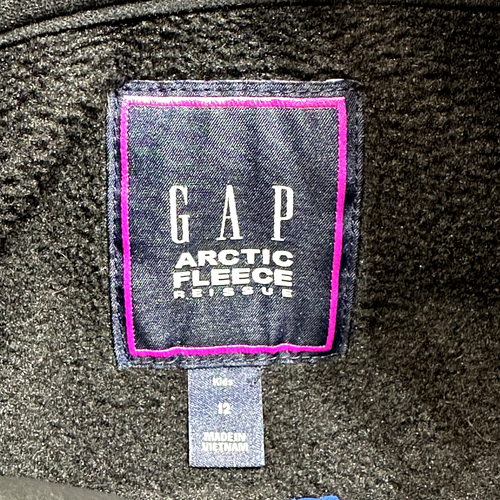 GAP
ARCTIC
FLEECE
REISSUE
Kids
12
MADE IN
VIETNAM